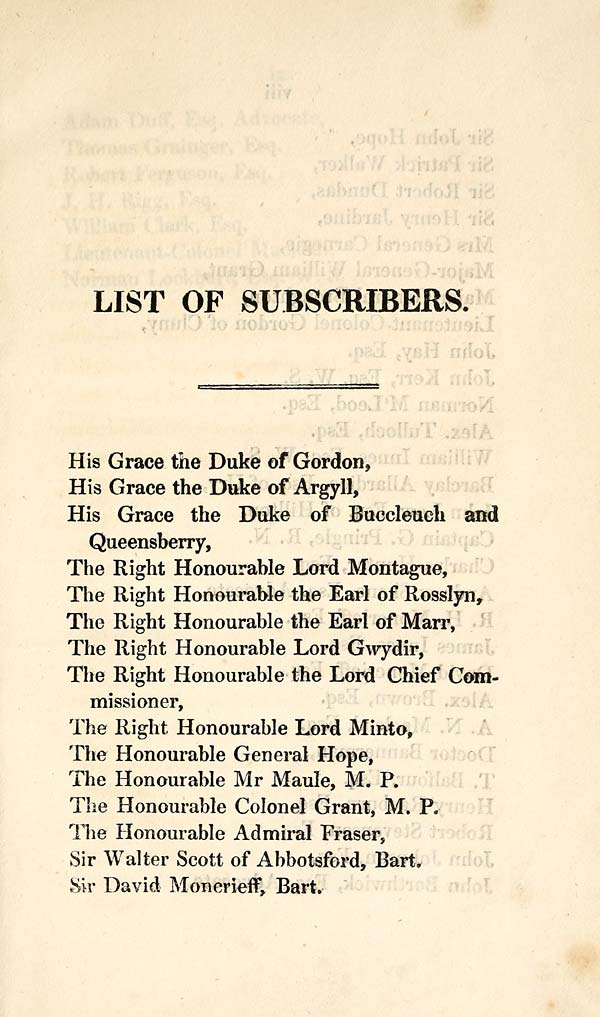 LIST OF SUBSCRIBERS.
His Grace the Duke of Gordon,
His Grace the Duke of Argyll,
His Grace the Duke of Buccleuch and
Queensberry,
The Right Honourable Lord Montague,
The Right Honourable the Earl of Rosslyn,
The Right Honourable the Earl of Marr,
The Right Honourable Lord Gwydir,
The Right Honourable the Lord Chief Com-
missioner,
The Right Honourable Lord Minto,
The Honourable General Hope,
The Honourable Mr Maule, M. P.
The Honourable Colonel Grant, M. P.
The Honourable Admiral Fraser,
Sir Walter Scott of Abbotsford, Bart.
Sir David Moncrieff, Bart.